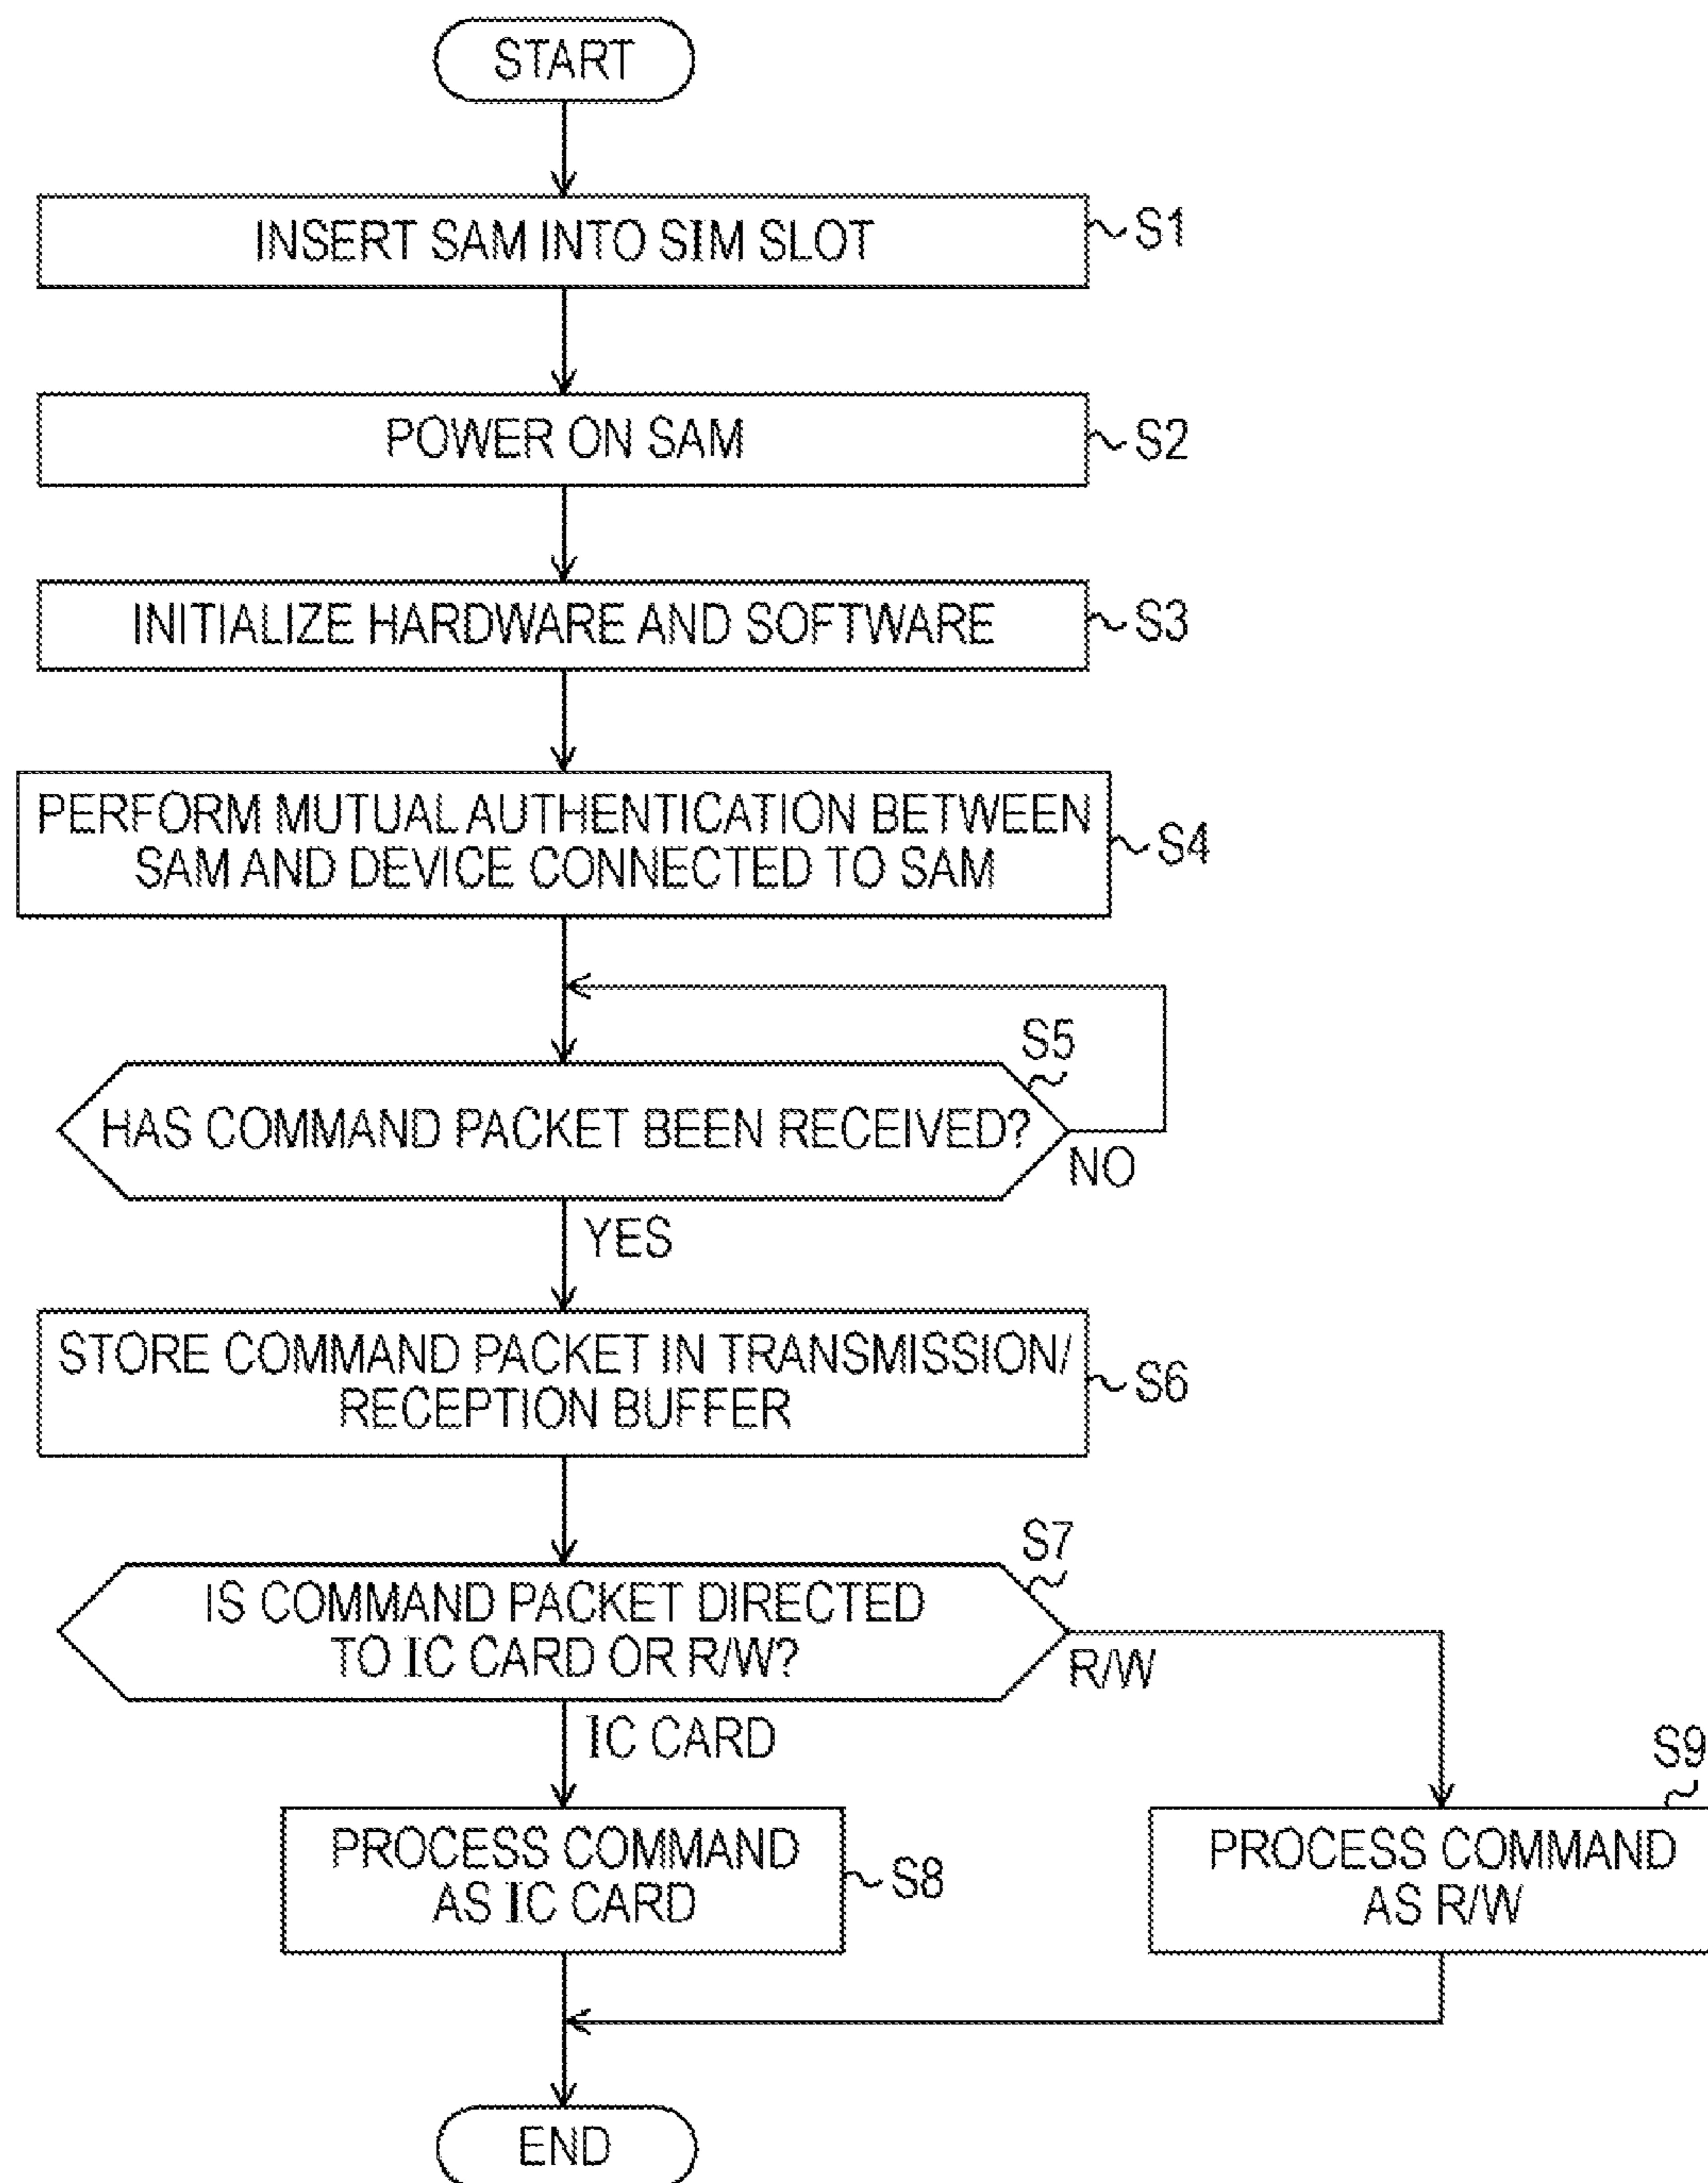 START
INSERT SAM INTO SIM SLOT
S1
POWER ON SAM
S2
INITIALIZE HARDWARE AND SOFTWARE
S3
PERFORM MUTUAL AUTHENTICATION BETWEEN
SAM AND DEVICE CONNECTED TO SAM
S4
S5
HAS COMMAND PACKET BEEN RECEIVED?
NO
YES
STORE COMMAND PACKET IN TRANSMISSION/
RECEPTION BUFFER
S6
S7
IS COMMAND PACKET DIRECTED
TO IC CARD OR R/W?
R/W
IC CARD
PROCESS COMMAND
AS IC CARD
S8
S9
PROCESS COMMAND
AS R/W
END